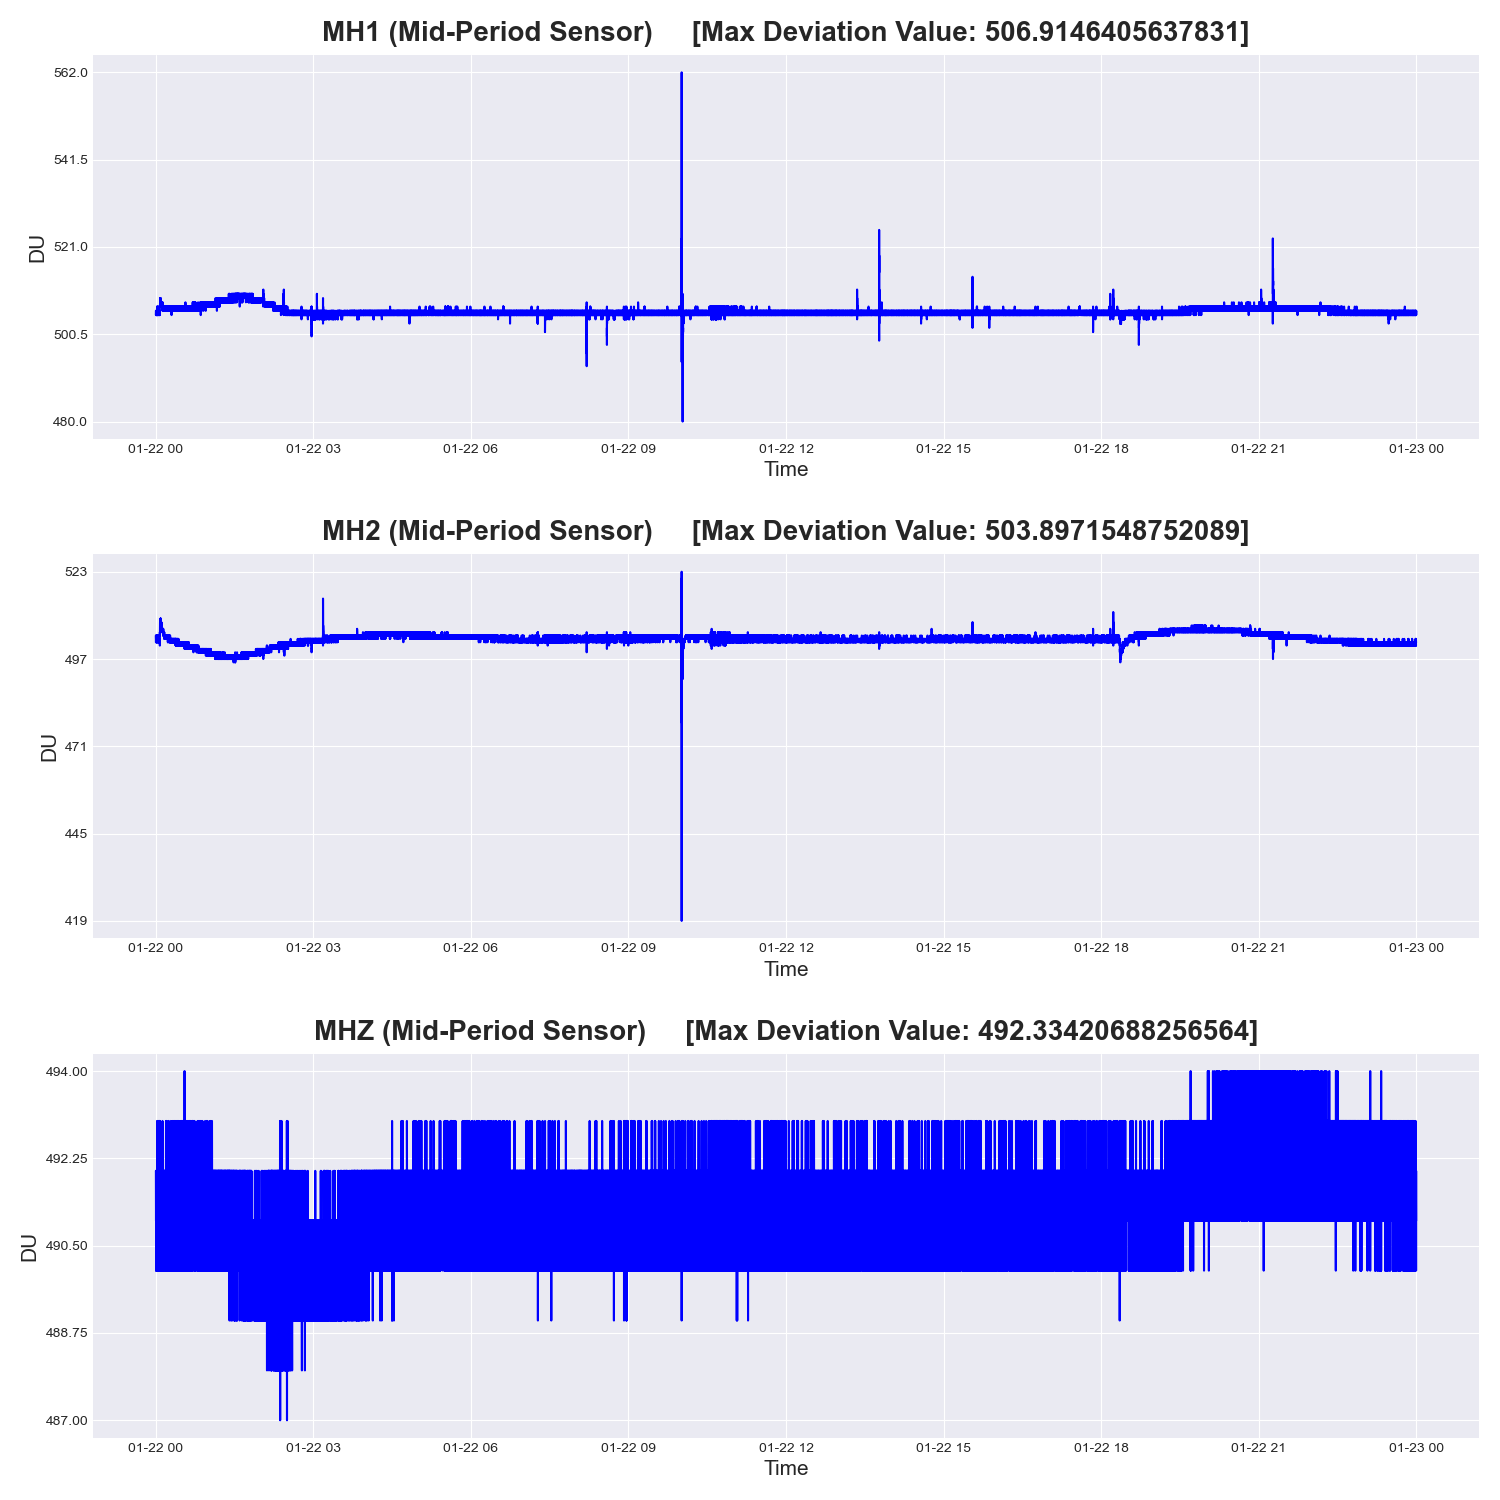 MH1 (Mid-Period Sensor) [Max Deviation Value: 506.9146405637831]
562.0
541.5
521.0
500.5
480.0
DU
01-22 00 01-22 03 01-22 06 01-22 09 01-22 12 01-22 15 01-22 18 01-22 21 01-23 00
Time
MH2 (Mid-Period Sensor) [Max Deviation Value: 503.8971548752089]
523
497
471
445
419
DU
01-22 00 01-22 03 01-22 06 01-22 09 01-22 12 01-22 15 01-22 18 01-22 21 01-23 00
Time
MHZ (Mid-Period Sensor) [Max Deviation Value: 492.33420688256564]
494.00
492.25
490.50
488.75
487.00
DU
01-22 00 01-22 03 01-22 06 01-22 09 01-22 12 01-22 15 01-22 18 01-22 21 01-23 00
Time